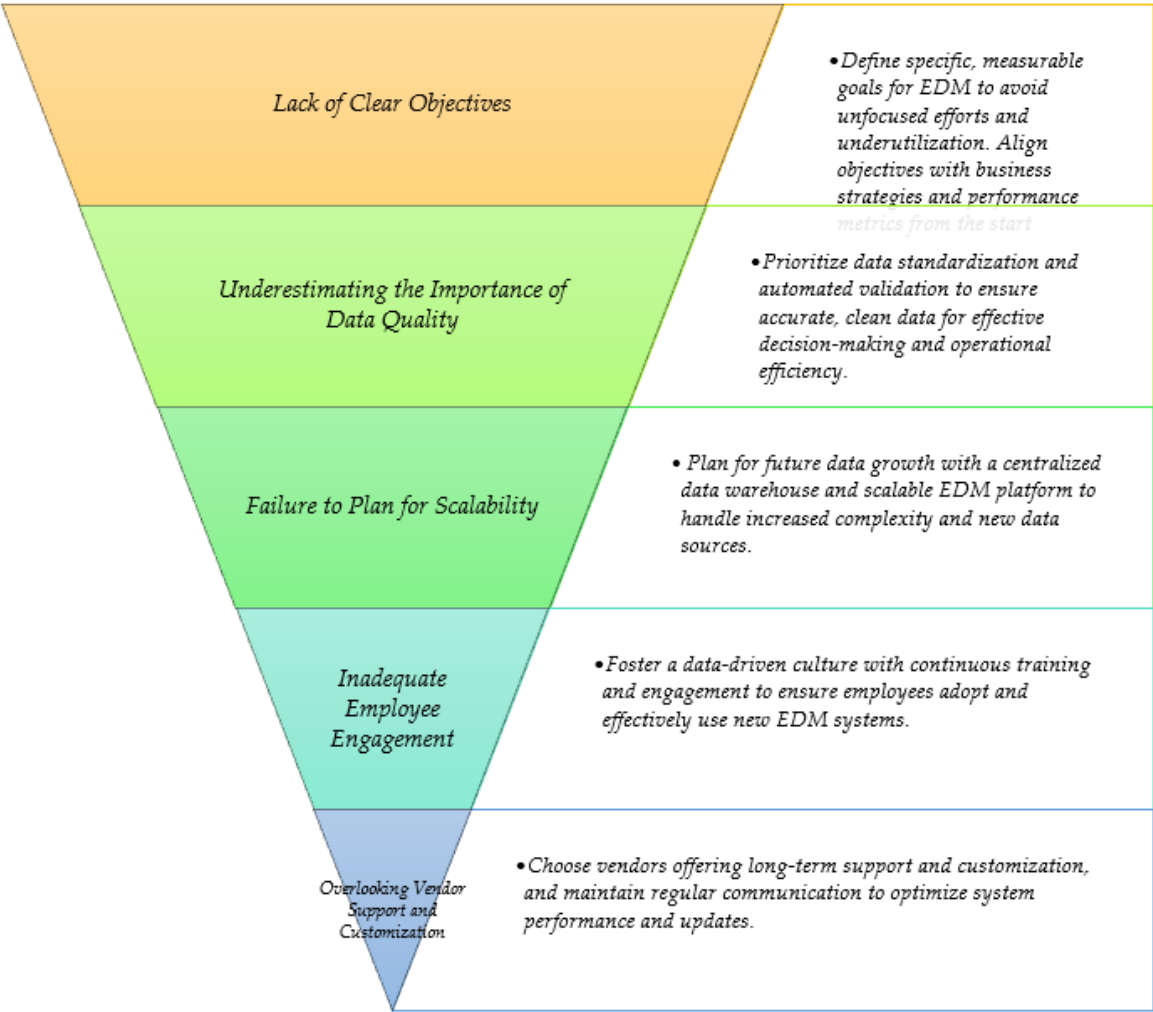 Lack of Clear Objectives
•Define specific, measurable
goals for EDM to avoid
unfocused efforts and
underutilization. Align
objectives with business
strategies and performance
metrics from the start
Underestimating the Importance of
Data Quality
•Prioritize data standardization and
automated validation to ensure
accurate, clean data for effective
decision-making and operational
efficiency.
Failure to Plan for Scalability
• Plan for future data growth with a centralized
data warehouse and scalable EDM platform to
handle increased complexity and new data
sources.
Inadequate
Employee
Engagement
•Foster a data-driven culture with continuous training
and engagement to ensure employees adopt and
effectively use new EDM systems.
Overlooking Vendor
Support and
Customization
•Choose vendors offering long-term support and customization,
and maintain regular communication to optimize system
performance and updates.